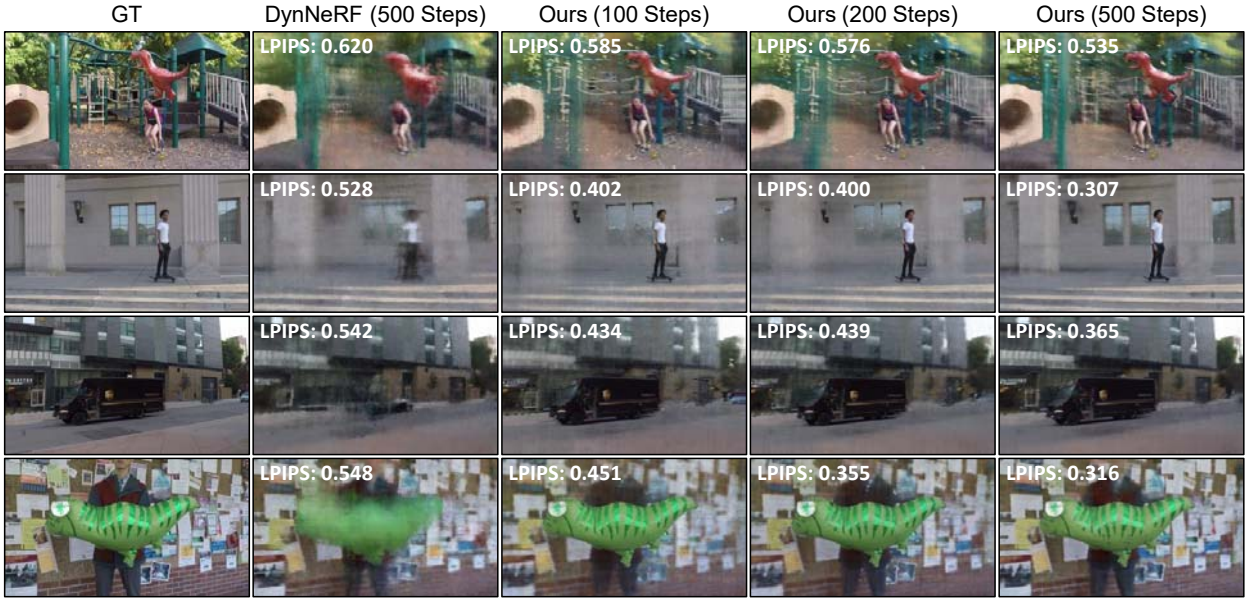 GT DynNeRF (500 Steps) Ours (100 Steps) Ours (200 Steps) Ours (500 Steps)
LPIPS: 0.620 LPIPS: 0.585 LPIPS: 0.576 LPIPS: 0.535
LPIPS: 0.528 LPIPS: 0.402 LPIPS: 0.400 LPIPS: 0.307
LPIPS: 0.542 LPIPS: 0.434 LPIPS: 0.439 LPIPS: 0.365
LPIPS: 0.548 LPIPS: 0.451 LPIPS: 0.355 LPIPS: 0.316